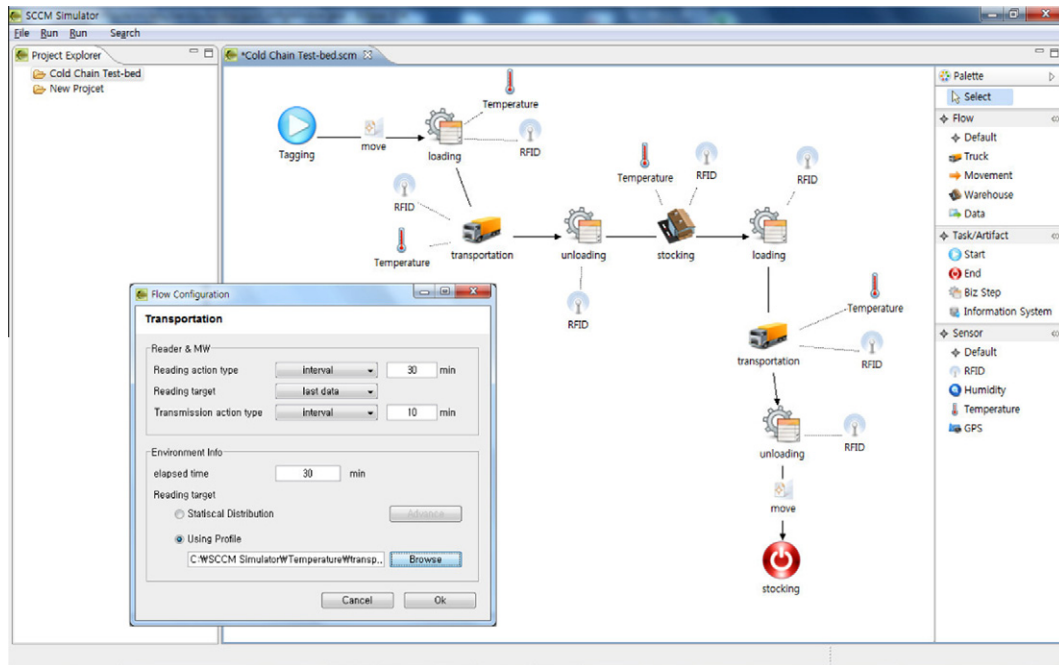 SCCM Simulator
File Run Run Search
Project Explorer
Cold Chain Test-bed
New Projcet
*Cold Chain Test-bed.scm
Tagging
move
loading
Temperature
RFID
RFID
Temperature
transportation
unloading
RFID
Temperature
RFID
stocking
RFID
loading
Temperature
RFID
transportation
unloading
RFID
move
stocking
Palette
Select
Flow
Default
Truck
Movement
Warehouse
Data
Task/Artifact
Start
End
Biz Step
Information System
Sensor
Default
RFID
Humidity
Temperature
GPS
Flow Configuration
Transportation
Reader & MW
Reading action type interval 30 min
Reading target last data
Transmission action type interval 10 min
Environment Info
elapsed time 30 min
Reading target
Statiscal Distribution Advance
Using Profile
C:₩SCCM Simulator₩Temperature₩transp.. Browse
Cancel Ok